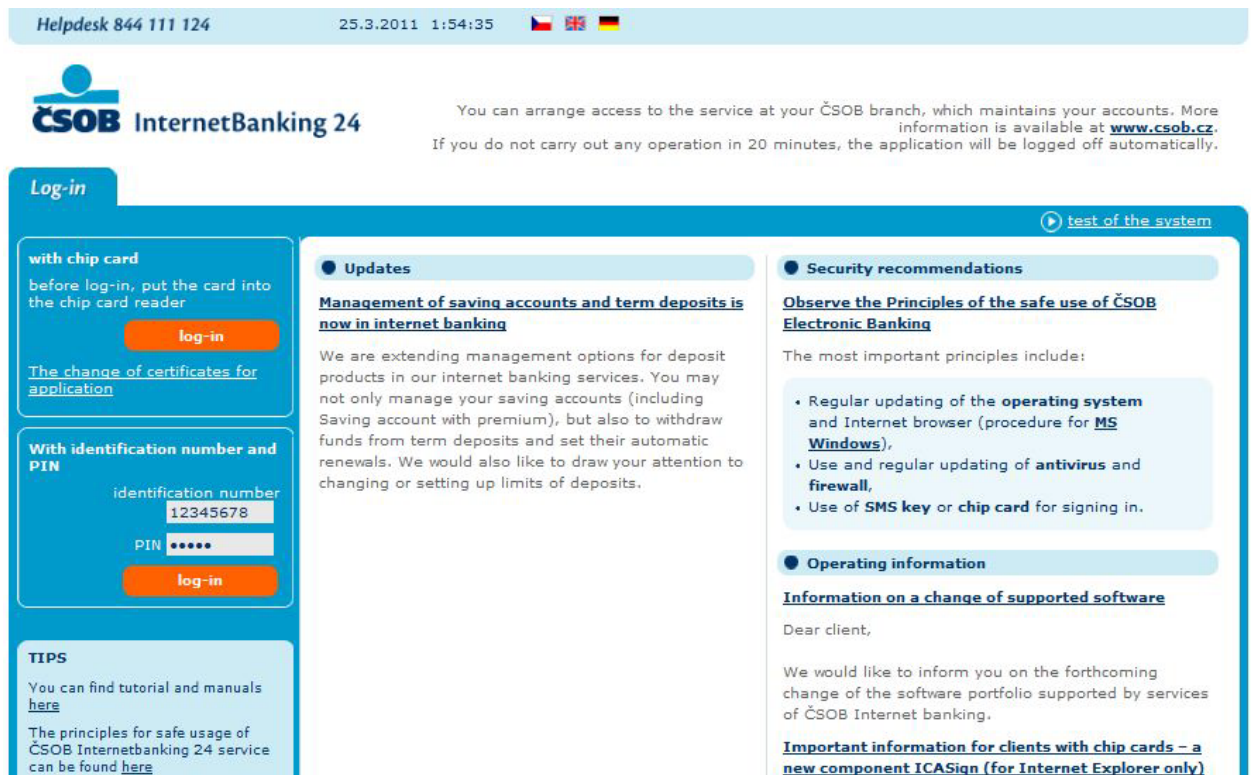 Helpdesk 844 111 124
25.3.2011 1:54:35
ČSOB InternetBanking 24
You can arrange access to the service at your ČSOB branch, which maintains your accounts. More
information is available at www.csob.cz.
If you do not carry out any operation in 20 minutes, the application will be logged off automatically.
Log-in
test of the system
with chip card
before log-in, put the card into
the chip card reader
log-in
The change of certificates for
application
With identification number and
PIN
identification number
12345678
PIN •••••
log-in
TIPS
You can find tutorial and manuals
here
The principles for safe usage of
ČSOB Internetbanking 24 service
can be found here
Updates
Management of saving accounts and term deposits is
now in internet banking
We are extending management options for deposit
products in our internet banking services. You may
not only manage your saving accounts (including
Saving account with premium), but also to withdraw
funds from term deposits and set their automatic
renewals. We would also like to draw your attention to
changing or setting up limits of deposits.
Security recommendations
Observe the Principles of the safe use of ČSOB
Electronic Banking
The most important principles include:
• Regular updating of the operating system
and Internet browser (procedure for MS
Windows),
• Use and regular updating of antivirus and
firewall,
• Use of SMS key or chip card for signing in.
Operating information
Information on a change of supported software
Dear client,
We would like to inform you on the forthcoming
change of the software portfolio supported by services
of ČSOB Internet banking.
Important information for clients with chip cards – a
new component ICASign (for Internet Explorer only)